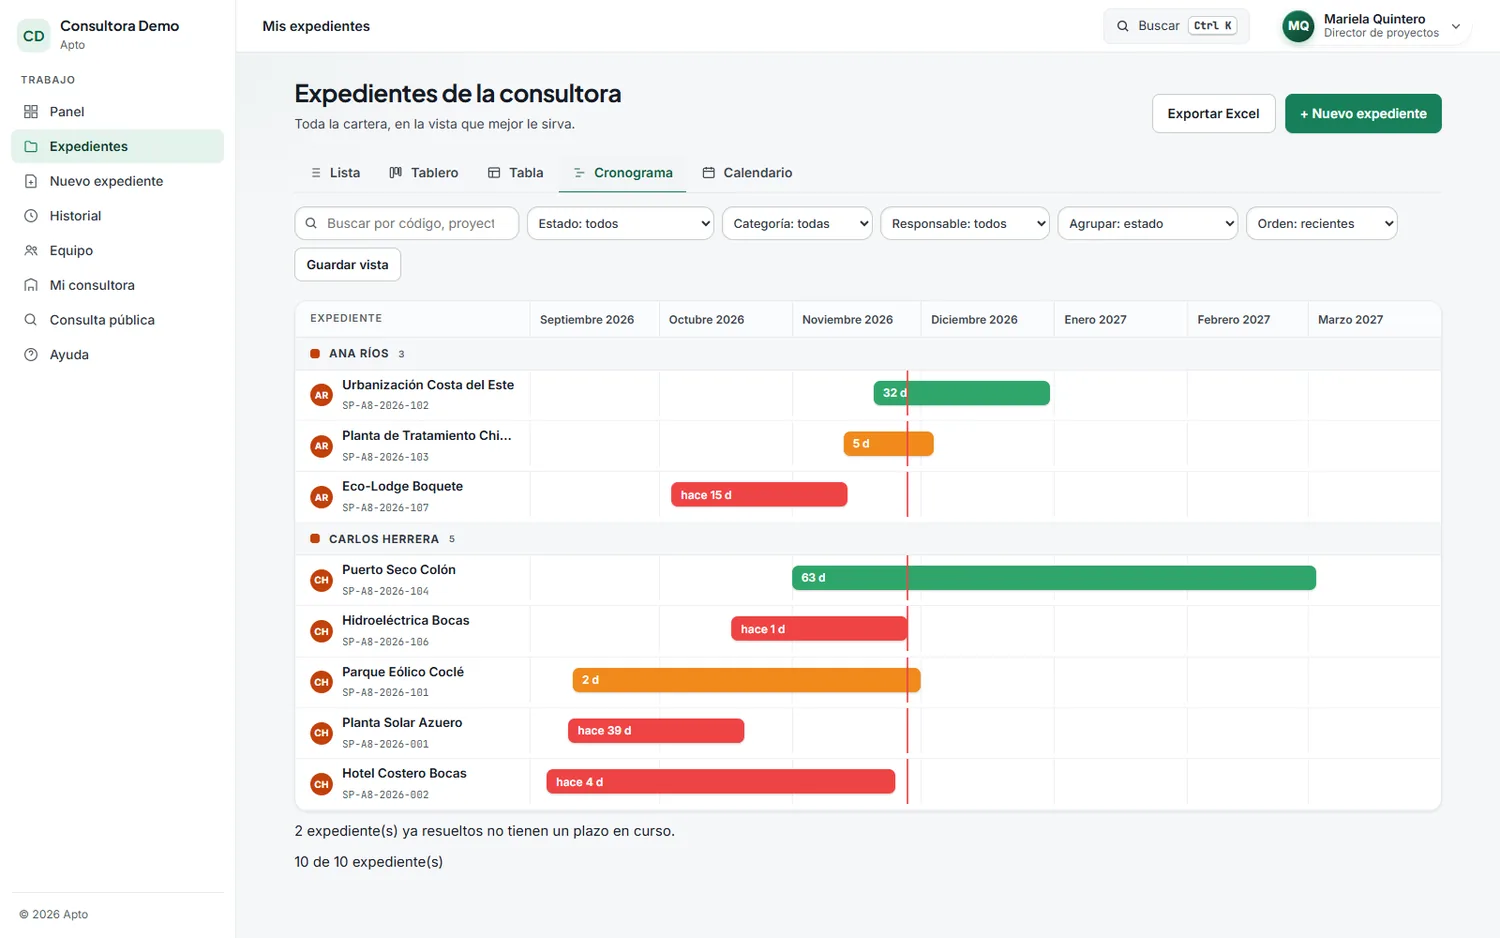 CD
Consultora Demo
Apto
TRABAJO
Panel
Expedientes
Nuevo expediente
Historial
Equipo
Mi consultora
Consulta pública
Ayuda
© 2026 Apto
Mis expedientes
Buscar Ctrl K
MQ
Mariela Quintero
Director de proyectos
Expedientes de la consultora
Toda la cartera, en la vista que mejor le sirva.
Exportar Excel
+ Nuevo expediente
Lista Tablero Tabla Cronograma Calendario
Buscar por código, proyect
Estado: todos
Categoría: todas
Responsable: todos
Agrupar: estado
Orden: recientes
Guardar vista
EXPEDIENTE Septiembre 2026 Octubre 2026 Noviembre 2026 Diciembre 2026 Enero 2027 Febrero 2027 Marzo 2027
ANA RÍOS 3
AR Urbanización Costa del Este
SP-A8-2026-102
32 d
AR Planta de Tratamiento Chi...
SP-A8-2026-103
5 d
AR Eco-Lodge Boquete
SP-A8-2026-107
hace 15 d
CARLOS HERRERA 5
CH Puerto Seco Colón
SP-A8-2026-104
63 d
CH Hidroeléctrica Bocas
SP-A8-2026-106
hace 1 d
CH Parque Eólico Coclé
SP-A8-2026-101
2 d
CH Planta Solar Azuero
SP-A8-2026-001
hace 39 d
CH Hotel Costero Bocas
SP-A8-2026-002
hace 4 d
2 expediente(s) ya resueltos no tienen un plazo en curso.
10 de 10 expediente(s)